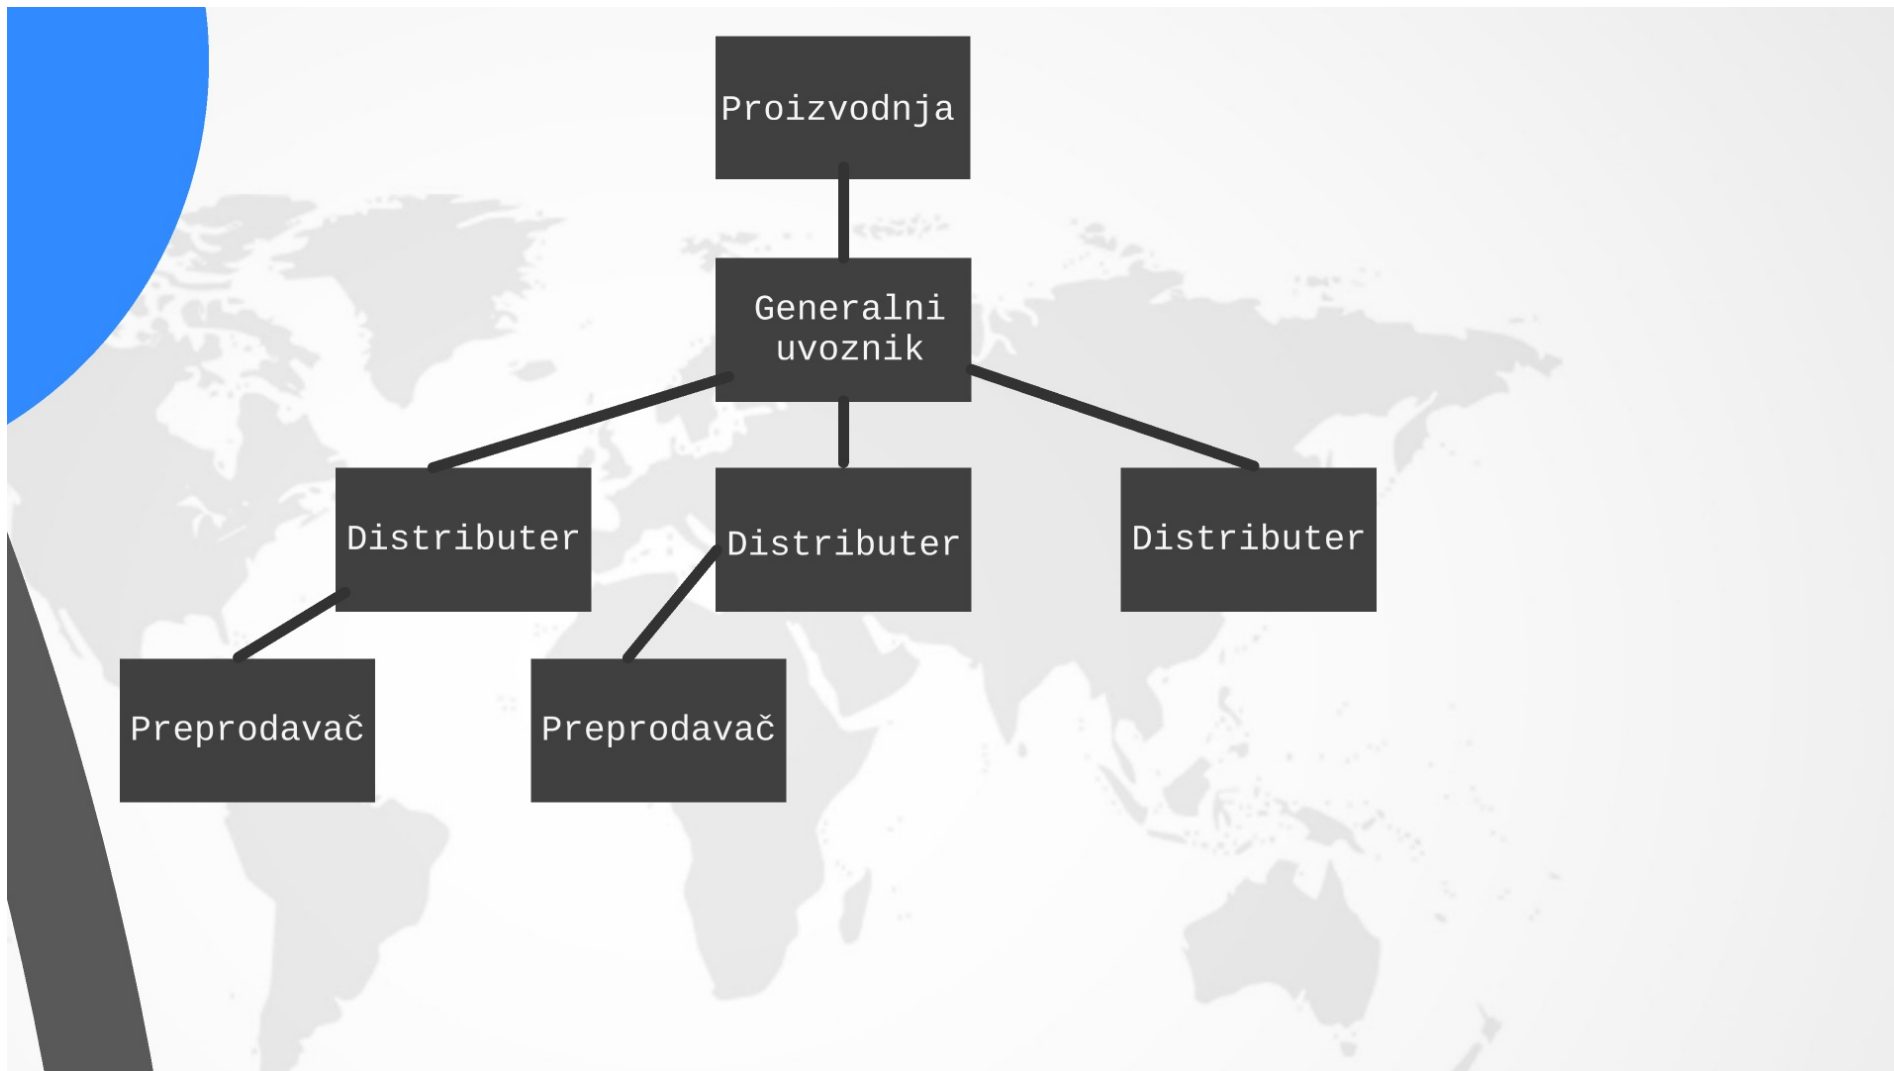 Proizvodnja
Generalni
uvoznik
Distributer
Distributer
Distributer
Preprodavač
Preprodavač